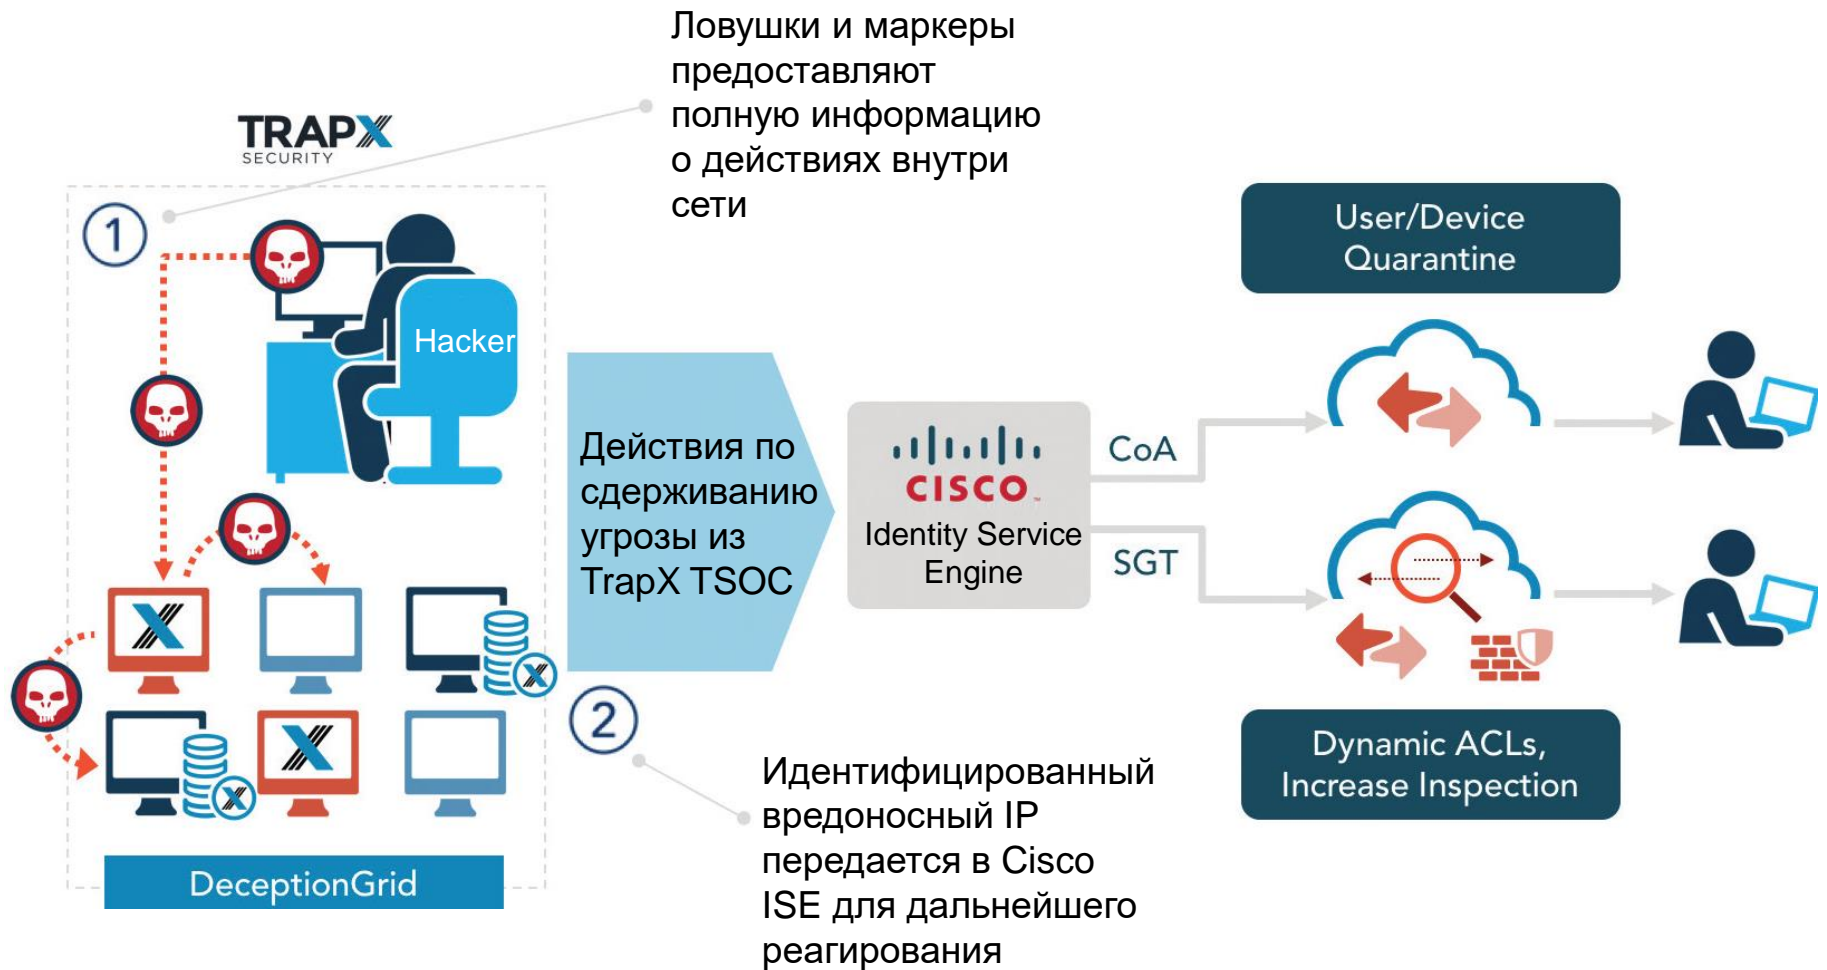 Ловушки и маркеры
предоставляют
полную информацию
о действиях внутри
сети
TRAPX
SECURITY
1
Hacker
DeceptionGrid
Действия по
сдерживанию
угрозы из
TrapX TSOC
2
Идентифицированный
вредоносный IP
передается в Cisco
ISE для дальнейшего
реагирования
CISCO
Identity Service
Engine
CoA
SGT
User/Device
Quarantine
Dynamic ACLs,
Increase Inspection